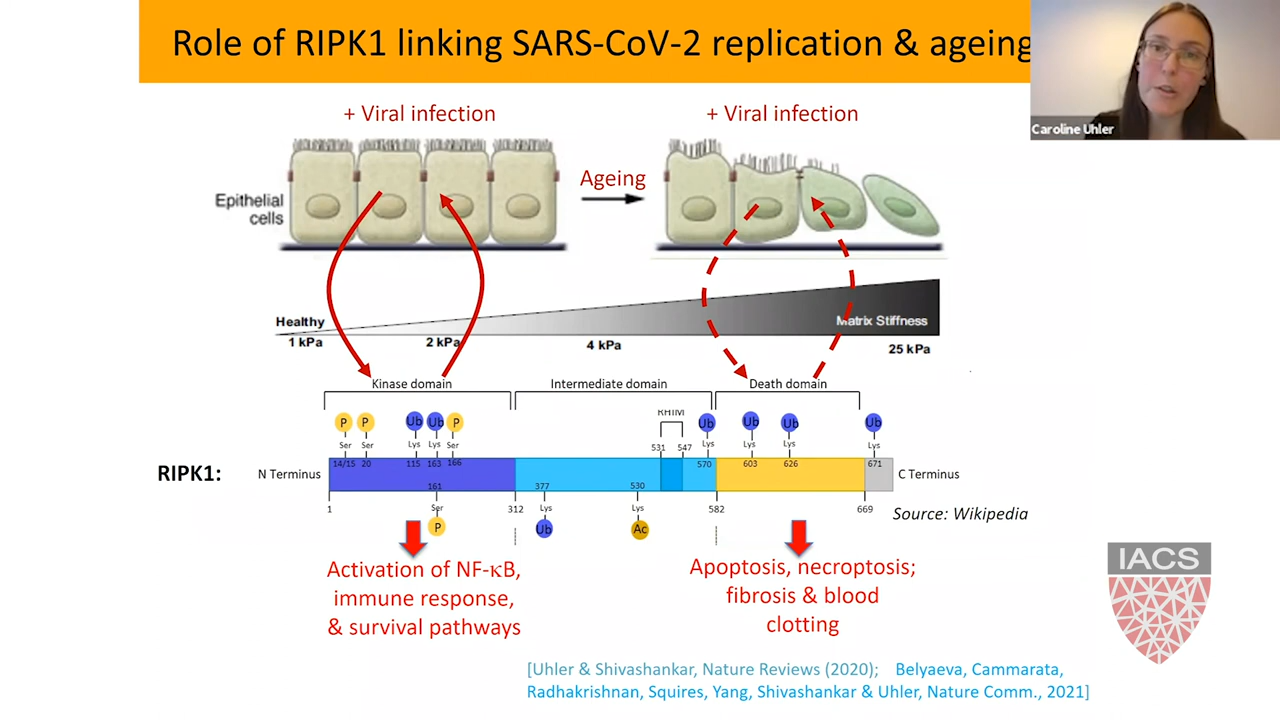 Role of RIPK1 linking SARS-CoV-2 replication & ageing
Caroline Uhler
+ Viral infection
+ Viral infection
Epithelial
cells
Ageing
Healthy
Matrix Stiffness
1 kPa
2 kPa
4 kPa
25 kPa
Kinase domain
Intermediate domain
Death domain
P P Ub Ub P
RHIM
Ub Ub Ub Ub
Ser Ser Lys Lys Ser
531 547
Lys Lys Lys Lys
RIPK1:
N Terminus
14/15 20 115 163 166
570 603 626 671
C Terminus
161 377 530
1
Ser
312
Lys
Lys
582
669
P
Ub
Ac
Source: Wikipedia
Activation of NF-κB,
immune response,
& survival pathways
Apoptosis, necroptosis;
fibrosis & blood
clotting
IACS
[Uhler & Shivashankar, Nature Reviews (2020); Belyaeva, Cammarata,
Radhakrishnan, Squires, Yang, Shivashankar & Uhler, Nature Comm., 2021]